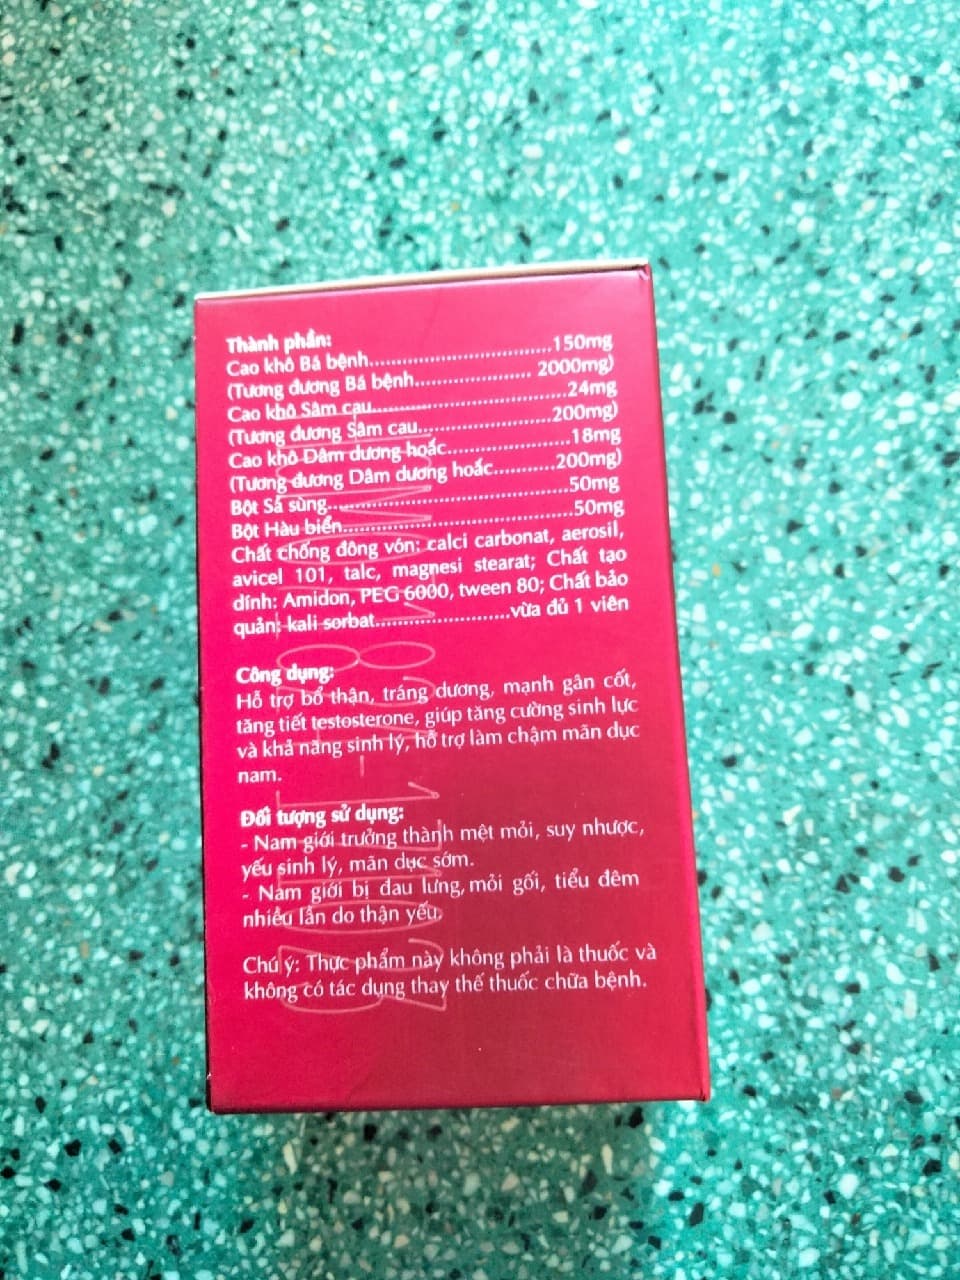 Thành phần:
Cao khô Bá bệnh................................150mg
(Tương đương Bá bệnh..................... 2000mg)
Cao khô Sâm cau..................................24mg
(Tương đương Sâm cau.......................200mg)
Cao khô Dâm dương hoắc.....................18mg
(Tương đương Dâm dương hoắc...........200mg)
Bột Sá sùng.........................................50mg
Bột Hàu biển.......................................50mg
Chất chống đông vón: calci carbonat, aerosil,
avicel 101, talc, magnesi stearat; Chất tạo
dính: Amidon, PEG 6000, tween 80; Chất bảo
quản: kali sorbat........................vừa đủ 1 viên
Công dụng:
Hỗ trợ bổ thận, tráng dương, mạnh gân cốt,
tăng tiết testosterone, giúp tăng cường sinh lực
và khả năng sinh lý, hỗ trợ làm chậm mãn dục
nam.
Đối tượng sử dụng:
- Nam giới trưởng thành mệt mỏi, suy nhược,
yếu sinh lý, mãn dục sớm.
- Nam giới bị đau lưng, mỏi gối, tiểu đêm
nhiều lần do thận yếu.
Chú ý: Thực phẩm này không phải là thuốc và
không có tác dụng thay thế thuốc chữa bệnh.